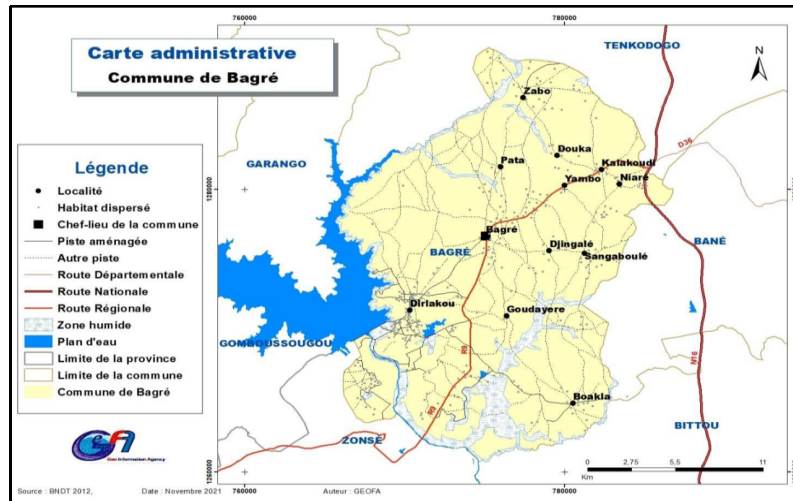 Carte administrative
Commune de Bagré
760000
780000
TENKODOGO
N
Zabo
D36
Douka
Pata
Kalakoudi
GARANGO
Yambo
Niaré
1280000
1280000
Bagré
BAGRÉ
BANÉ
Djingalé
Sangaboulé
Dirlakou
Goudayere
GOMBOUSSOUGOU
R9
N16
Boakla
R9
BITTOU
ZONSÉ
Légende
Localité
Habitat dispersé
Chef-lieu de la commune
Piste aménagée
Autre piste
Route Départementale
Route Nationale
Route Régionale
Zone humide
Plan d'eau
Limite de la province
Limite de la commune
Commune de Bagré
Geo Information Agency
0 2,75 5,5 11
Km
1260000
1260000
760000
780000
Source : BNDT 2012, Date : Novembre 2021 Auteur : GEOFA